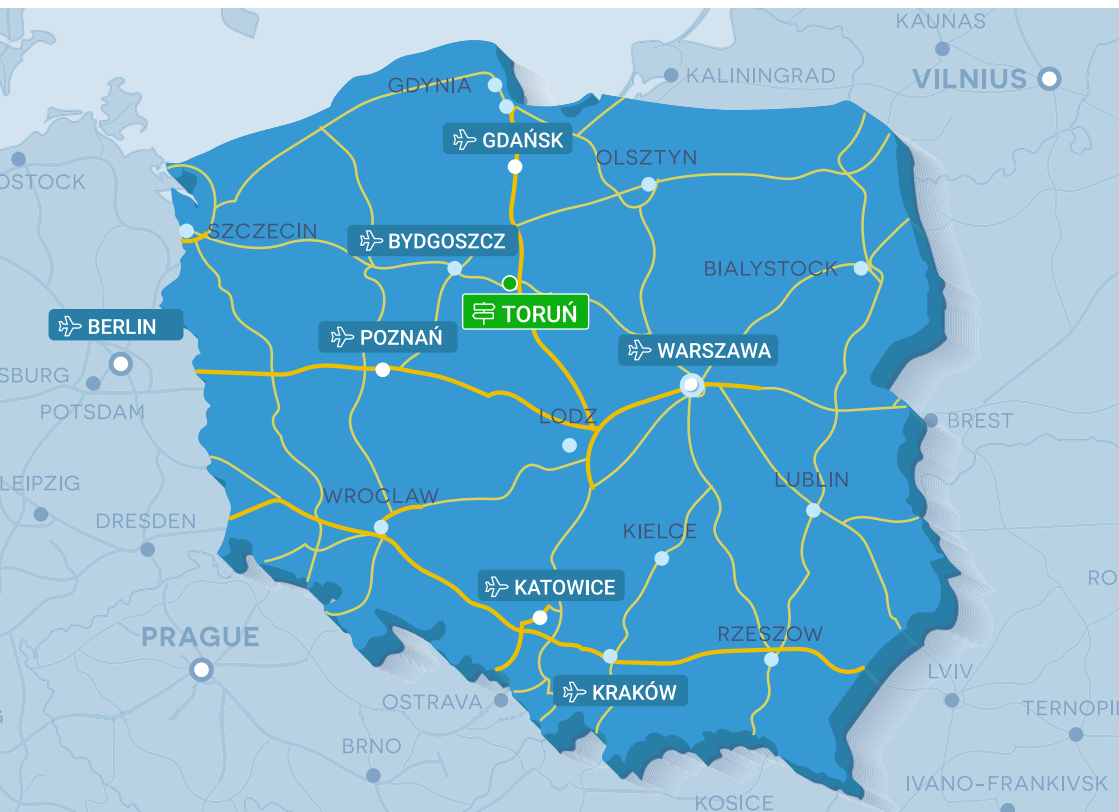 KAUNAS
KALININGRAD
VILNIUS
GDYNIA
GDAŃSK
OLSZTYN
OSTOCK
SZCZECIN
BYDGOSZCZ
BIALYSTOCK
TORUŃ
BERLIN
POZNAŃ
WARSZAWA
SBURG
POTSDAM
LODZ
BREST
LEIPZIG
WROCLAW
LUBLIN
DRESDEN
KIELCE
KATOWICE
RO
PRAGUE
RZESZOW
LVIV
OSTRAVA
KRAKÓW
TERNOPIL
BRNO
IVANO-FRANKIVSK
KOSICE